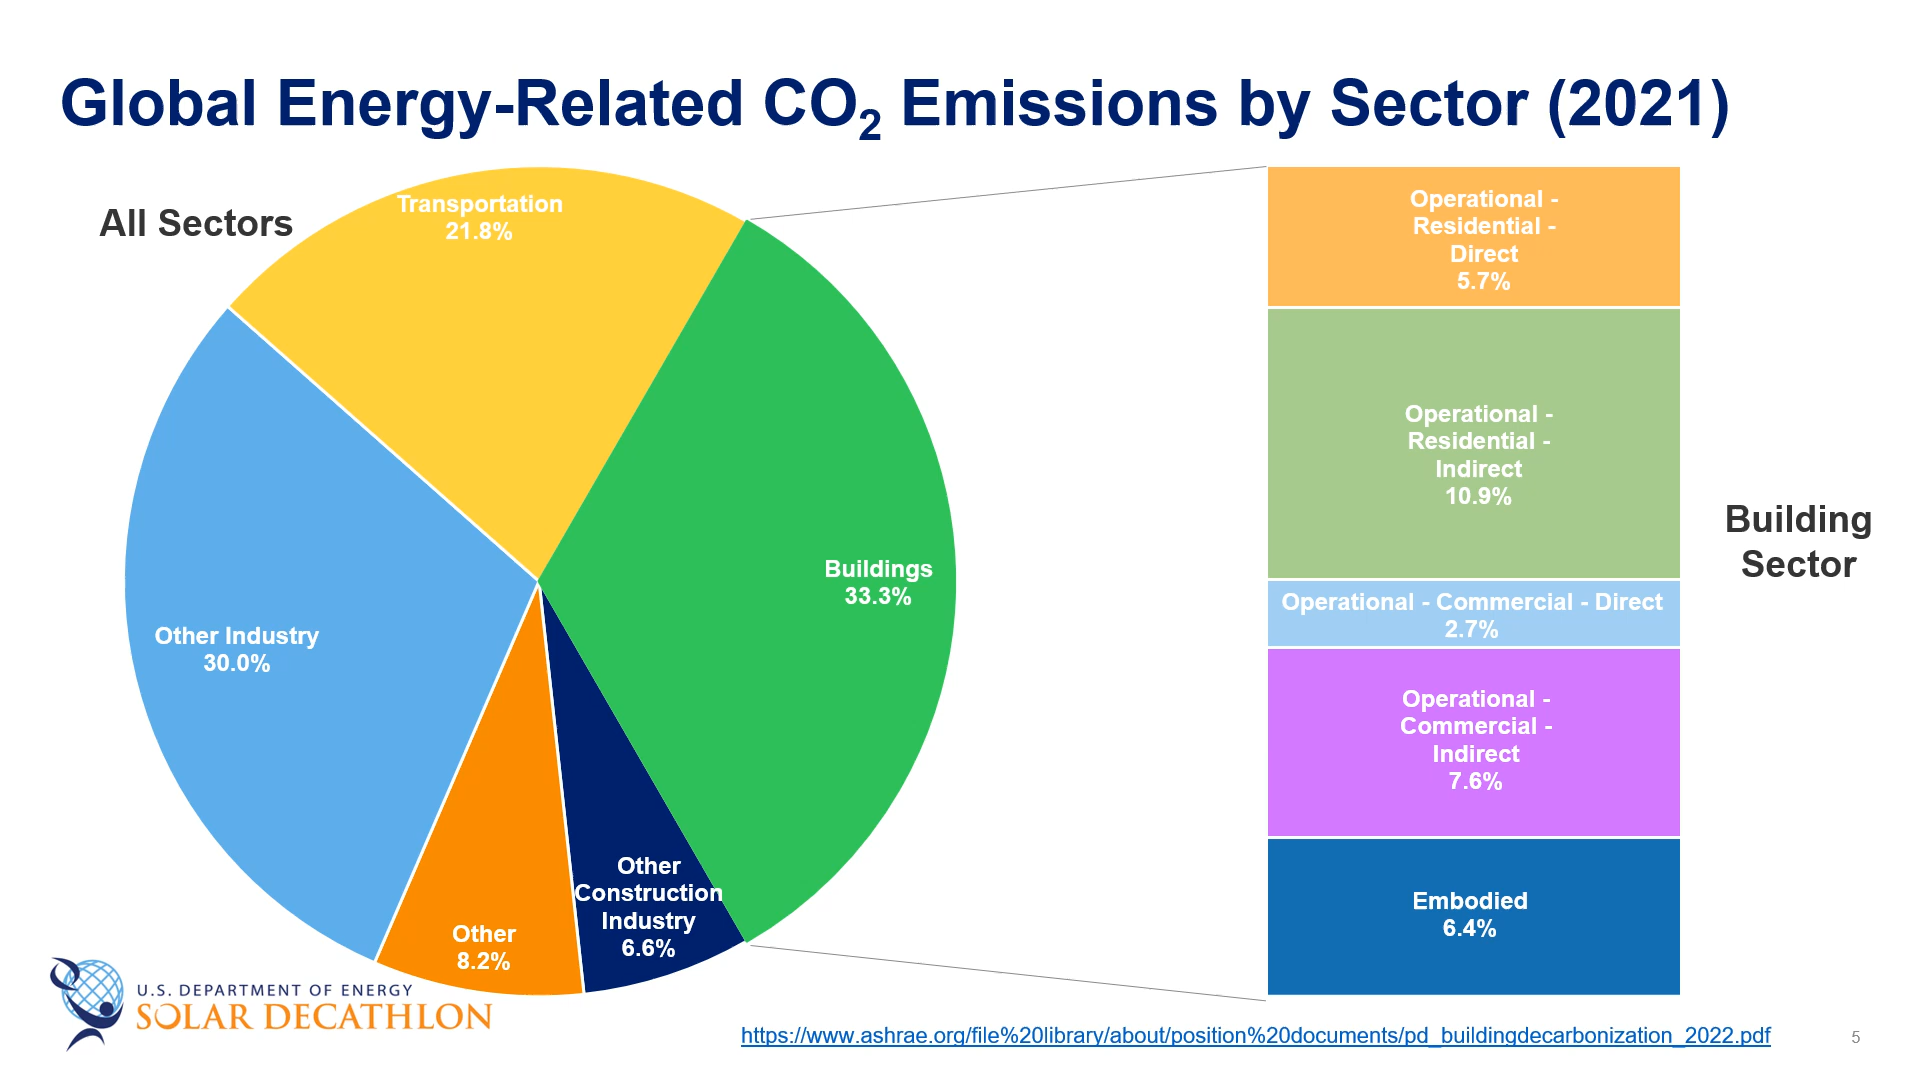 Global Energy-Related CO2 Emissions by Sector (2021)
All Sectors
Transportation
21.8%
Buildings
33.3%
Other Industry
30.0%
Other
Construction
Industry
6.6%
Other
8.2%
Operational -
Residential -
Direct
5.7%
Operational -
Residential -
Indirect
10.9%
Operational - Commercial - Direct
2.7%
Operational -
Commercial -
Indirect
7.6%
Embodied
6.4%
Building
Sector
U.S. DEPARTMENT OF ENERGY
SOLAR DECATHLON
https://www.ashrae.org/file%20library/about/position%20documents/pd_buildingdecarbonization_2022.pdf
5